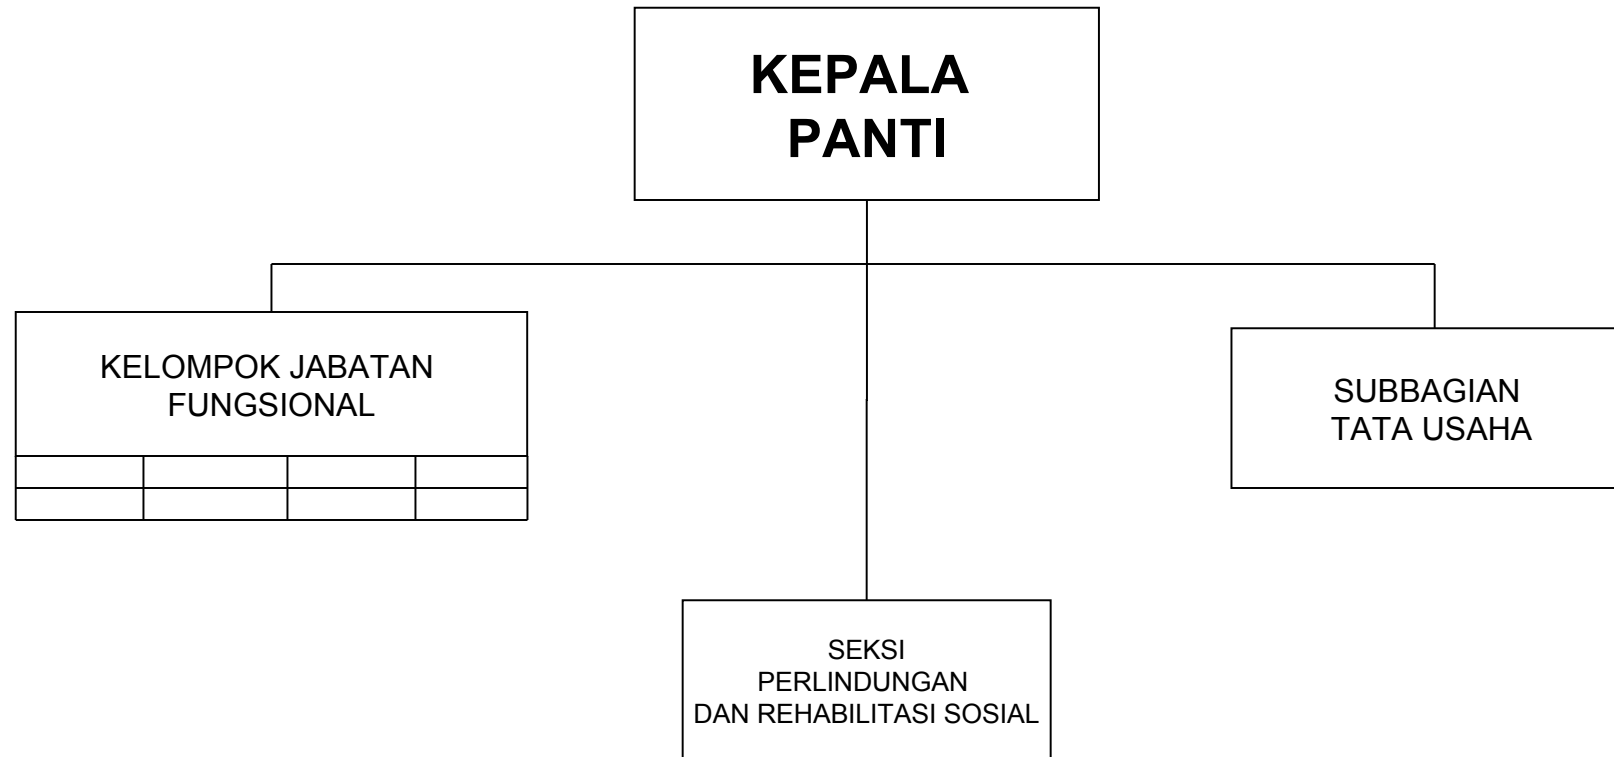 KEPALA
PANTI
KELOMPOK JABATAN
FUNGSIONAL
SUBBAGIAN
TATA USAHA
SEKSI
PERLINDUNGAN
DAN REHABILITASI SOSIAL